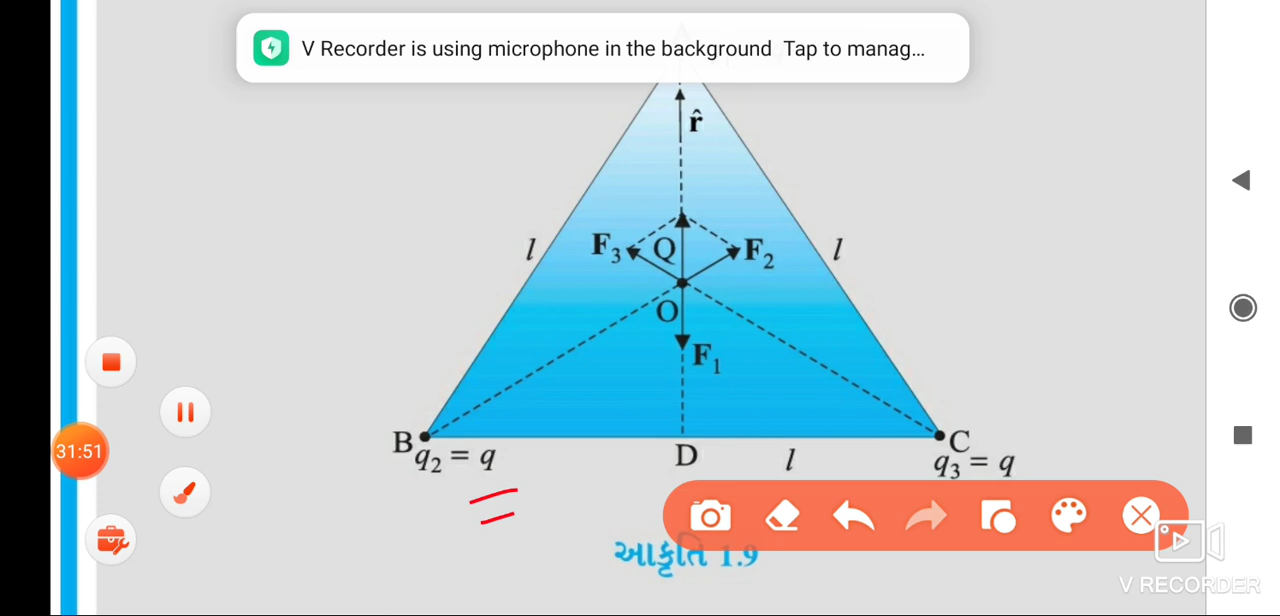 V Recorder is using microphone in the background Tap to manag...
r̂
l
F₃
Q
F₂
l
O
F₁
B
q₂ = q
D
l
C
q₃ = q
31:51
આકૃતિ 1.9
V RECORDER